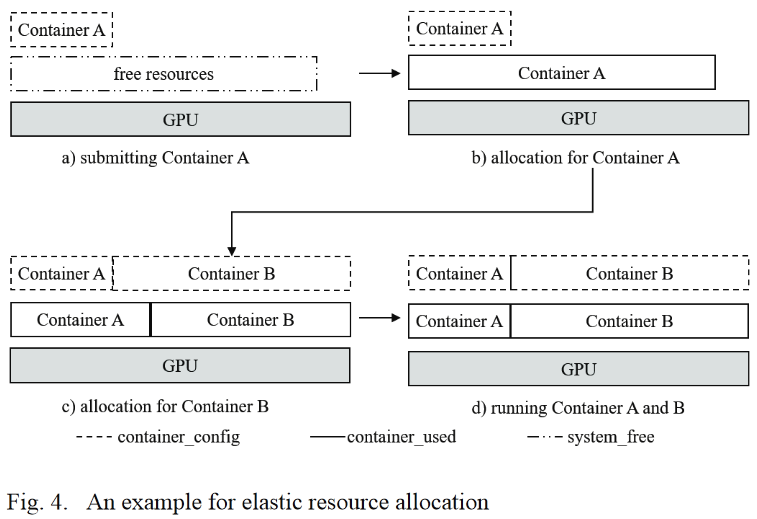 Container A
free resources
GPU
a) submitting Container A
Container A
Container A
GPU
b) allocation for Container A
Container A
Container B
Container A
Container B
GPU
c) allocation for Container B
Container A
Container B
Container A
Container B
GPU
d) running Container A and B
container_config
container_used
system_free
Fig. 4. An example for elastic resource allocation